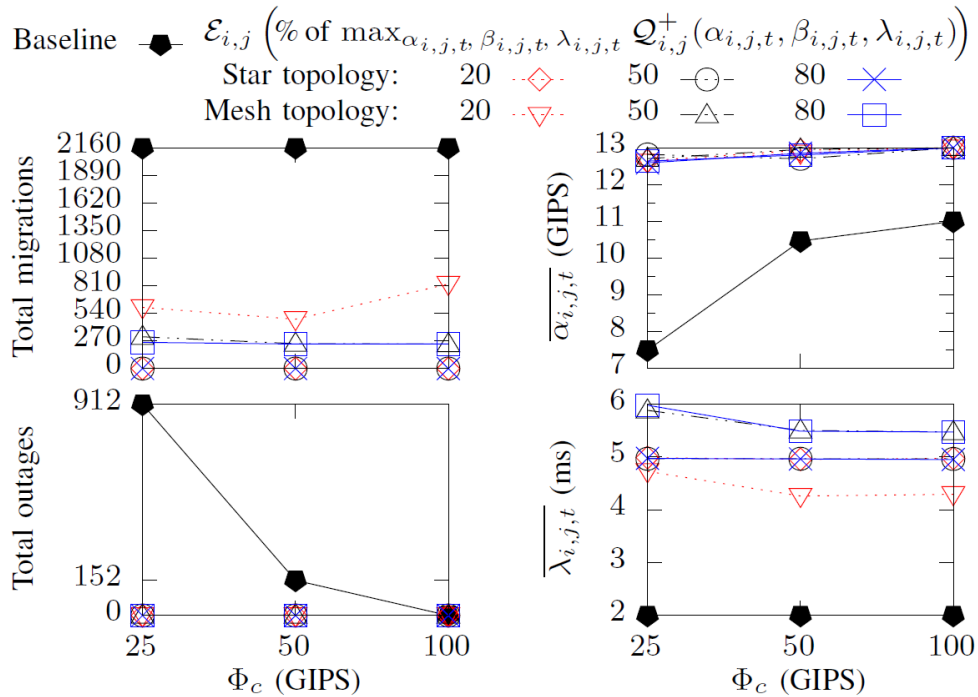 Baseline ℰ_{i,j} (% of max_{α_{i,j,t}, β_{i,j,t}, λ_{i,j,t}} 𝒬⁺_{i,j}(α_{i,j,t}, β_{i,j,t}, λ_{i,j,t}))
Star topology: 20 50 80
Mesh topology: 20 50 80
Total migrations
2160
1890
1620
1350
1080
810
540
270
0
\overline{α_{i,j,t}} (GIPS)
13
12
11
10
9
8
7
Total outages
912
152
0
25 50 100
Φ_c (GIPS)
\overline{λ_{i,j,t}} (ms)
6
5
4
3
2
25 50 100
Φ_c (GIPS)